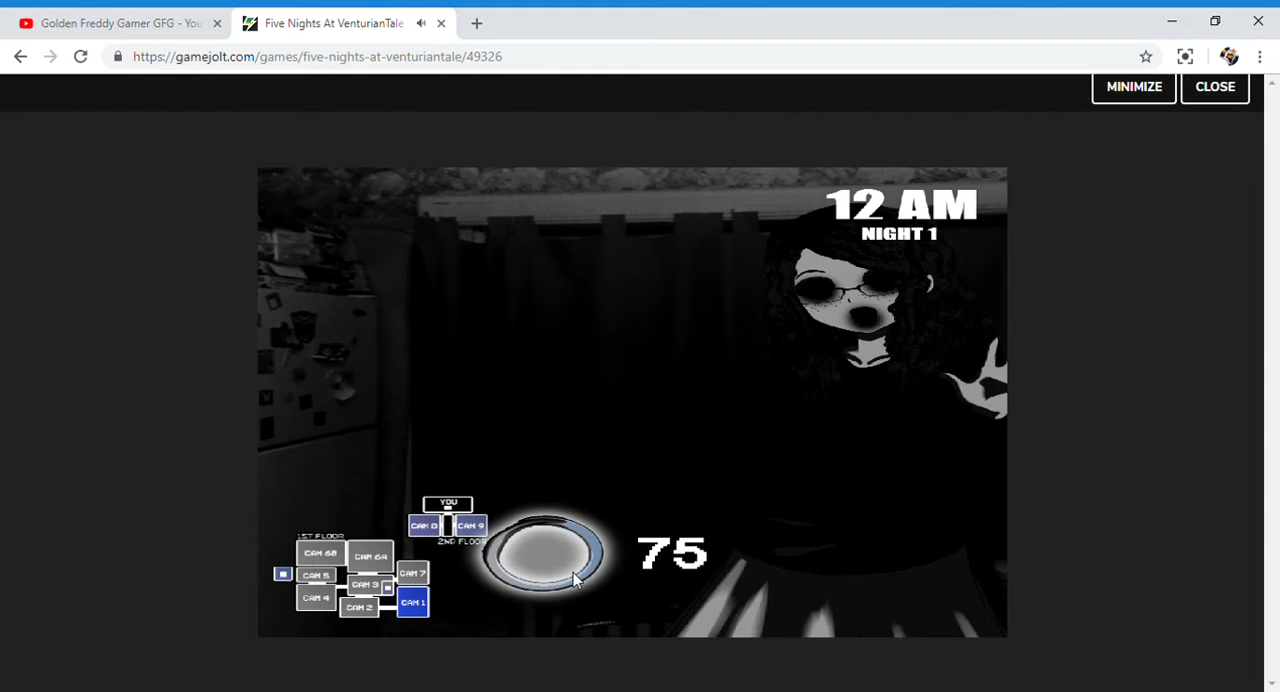 Golden Freddy Gamer GFG - You
Five Nights At VenturianTale
https://gamejolt.com/games/five-nights-at-venturiantale/49326
MINIMIZE
CLOSE
12 AM
NIGHT 1
YOU
CAM 8
CAM 9
2ND FLOOR
1ST FLOOR
CAM 6B
CAM 6A
CAM 5
CAM 7
CAM 3
CAM 4
CAM 1
CAM 2
75